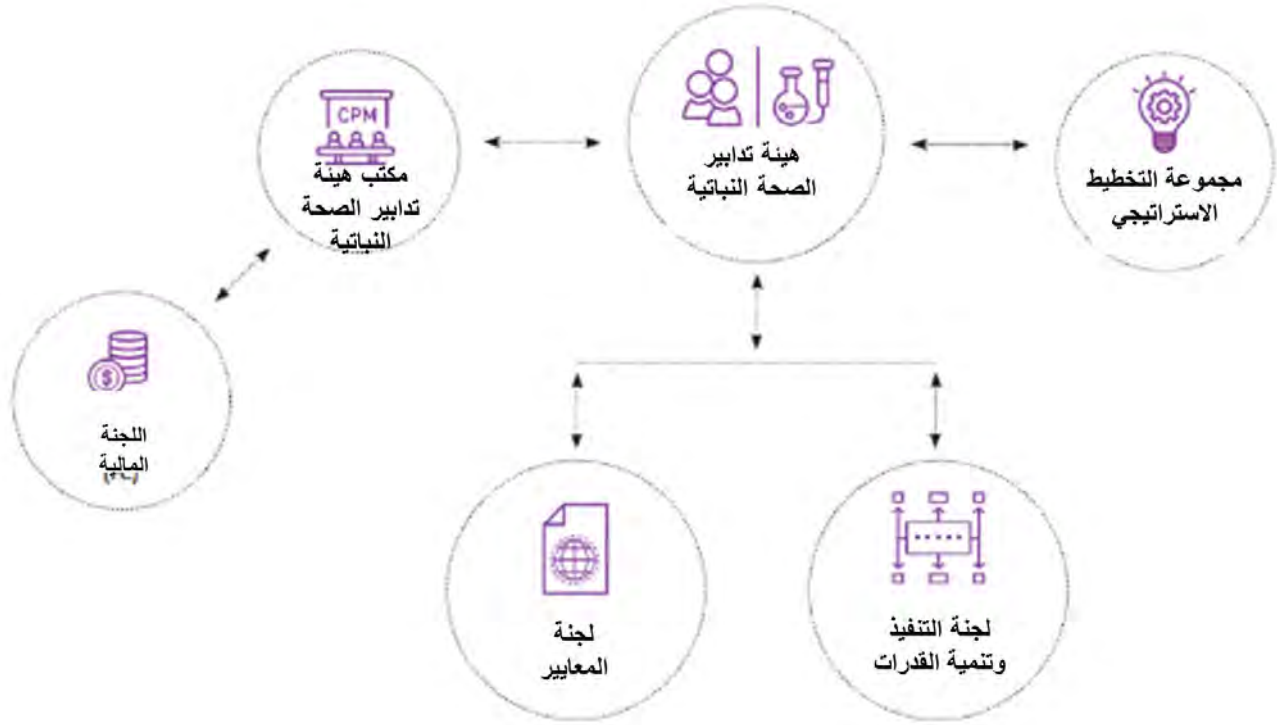 هيئة تدابير
الصحة النباتية
مجموعة التخطيط
الاستراتيجي
CPM
مكتب هيئة
تدابير الصحة
النباتية
$
اللجنة
المالية
لجنة التنفيذ
وتنمية القدرات
لجنة
المعايير